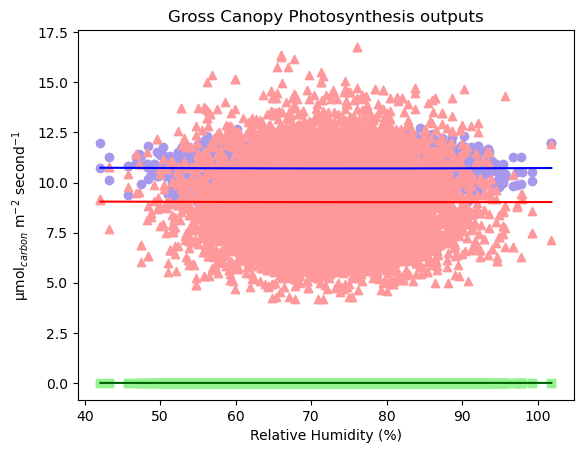 Gross Canopy Photosynthesis outputs
17.5
15.0
12.5
10.0
7.5
5.0
2.5
0.0
μmol_{carbon} m^{−2} second^{−1}
40 50 60 70 80 90 100
Relative Humidity (%)